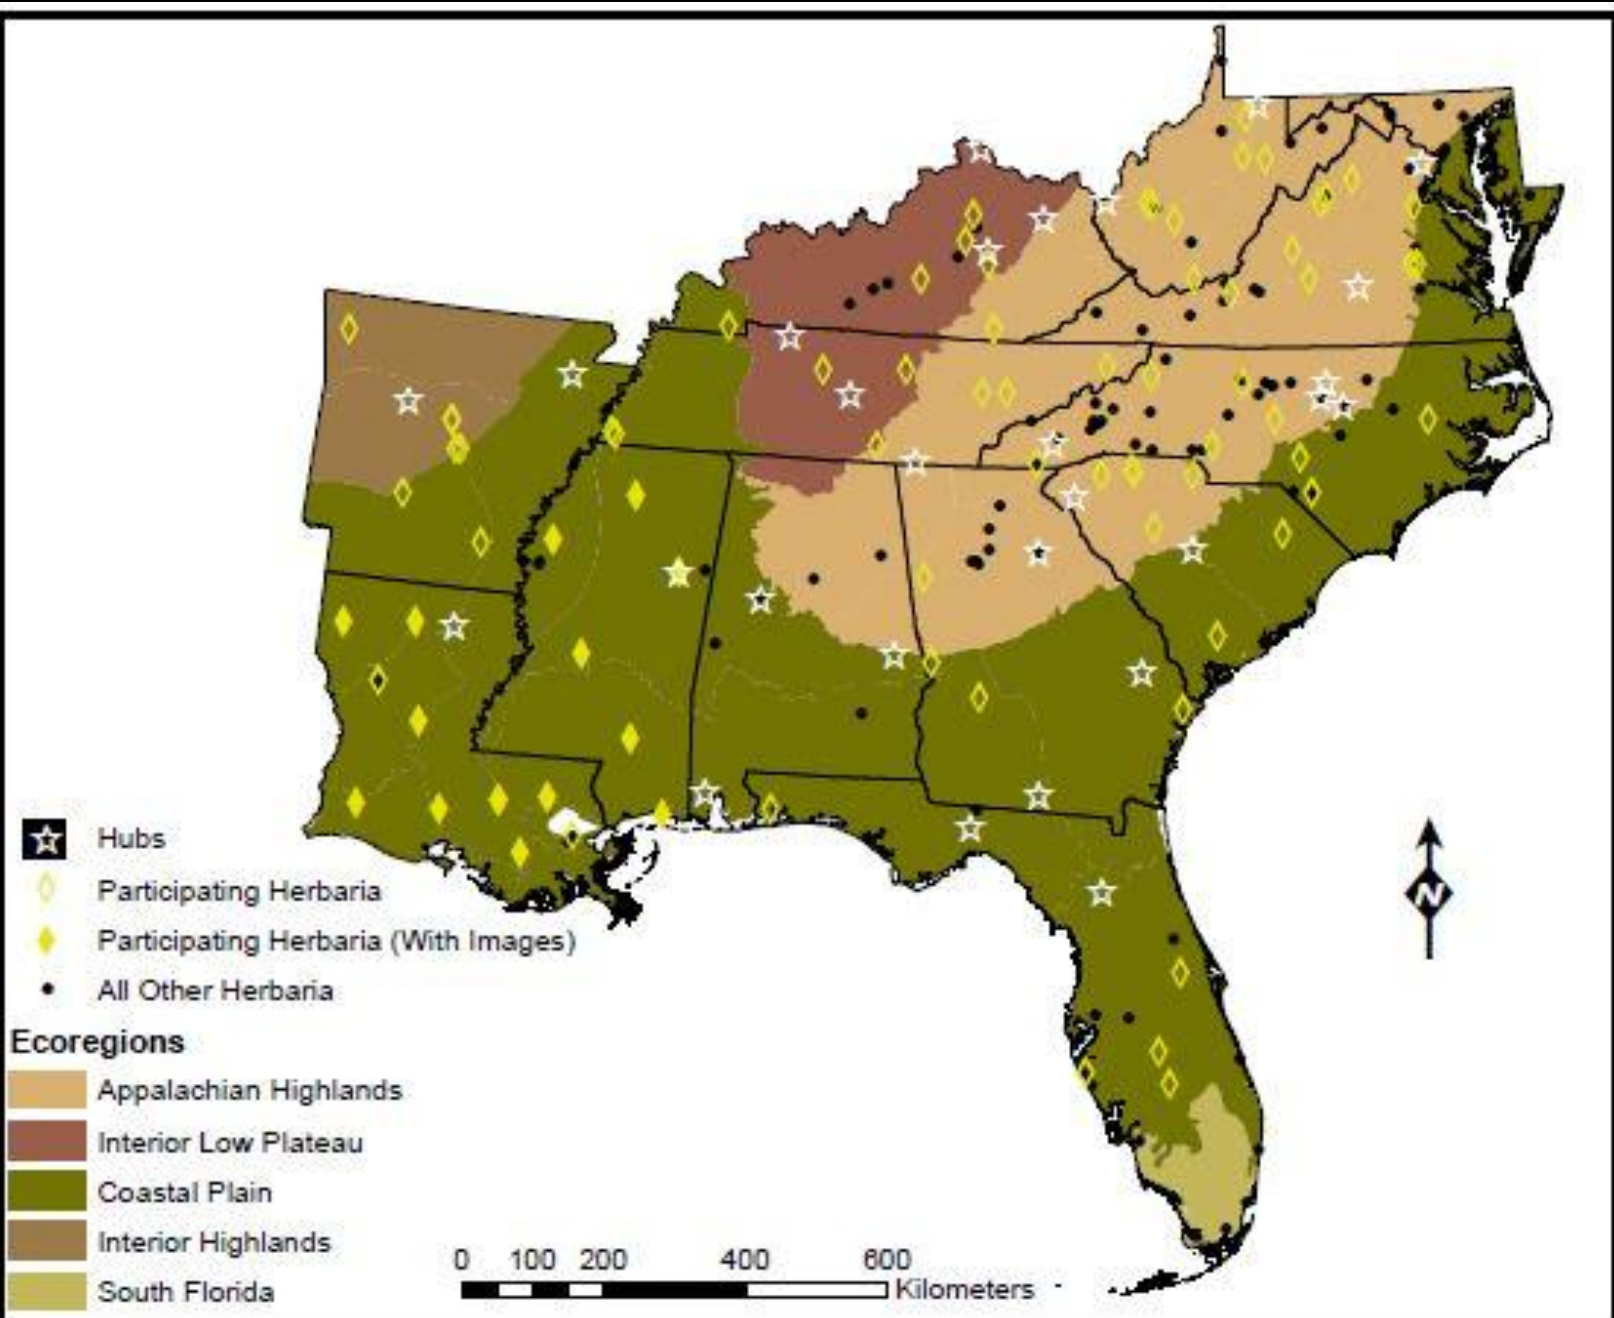 Hubs
Participating Herbaria
Participating Herbaria (With Images)
All Other Herbaria
Ecoregions
Appalachian Highlands
Interior Low Plateau
Coastal Plain
Interior Highlands
South Florida
0 100 200 400 600
Kilometers
N